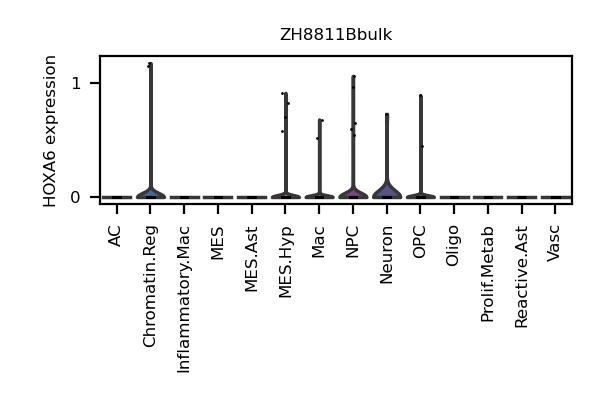 ZH8811Bbulk
HOXA6 expression
1
0
AC
Chromatin.Reg
Inflammatory.Mac
MES
MES.Ast
MES.Hyp
Mac
NPC
Neuron
OPC
Oligo
Prolif.Metab
Reactive.Ast
Vasc